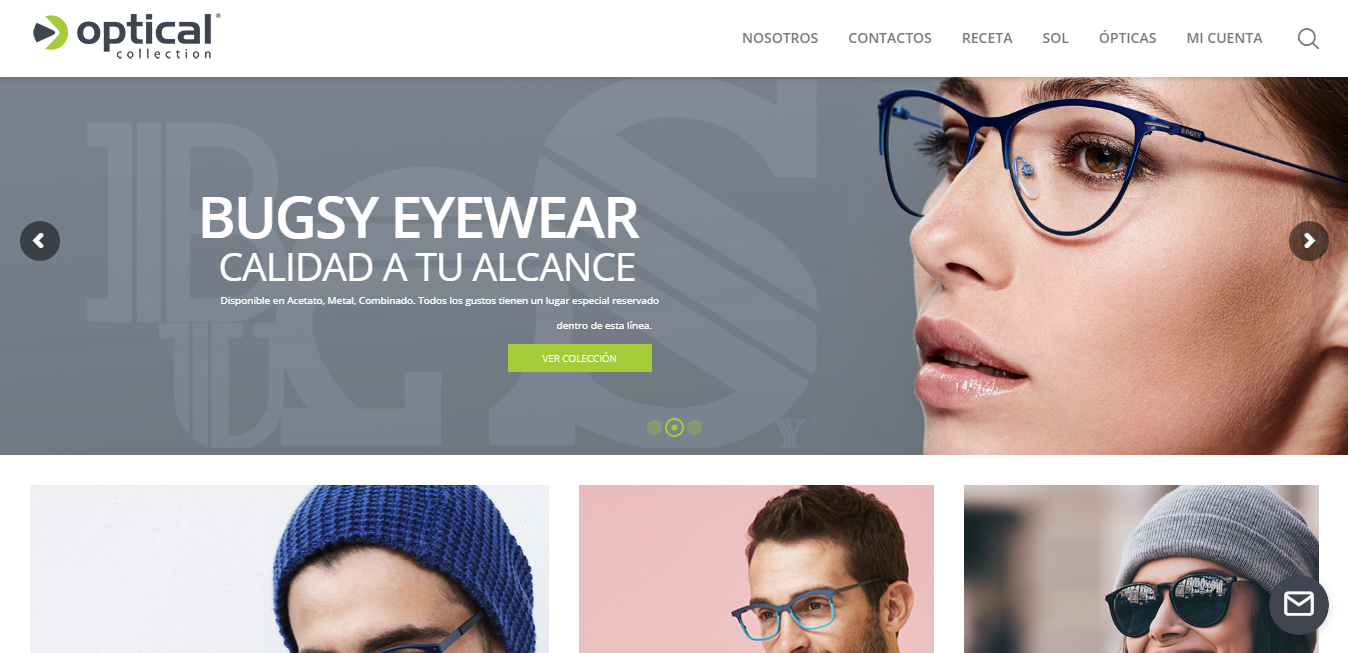 optical®
collection
NOSOTROS CONTACTOS RECETA SOL ÓPTICAS MI CUENTA
BUGSY EYEWEAR
CALIDAD A TU ALCANCE
Disponible en Acetato, Metal, Combinado. Todos los gustos tienen un lugar especial reservado
dentro de esta línea.
VER COLECCIÓN
BUGSY